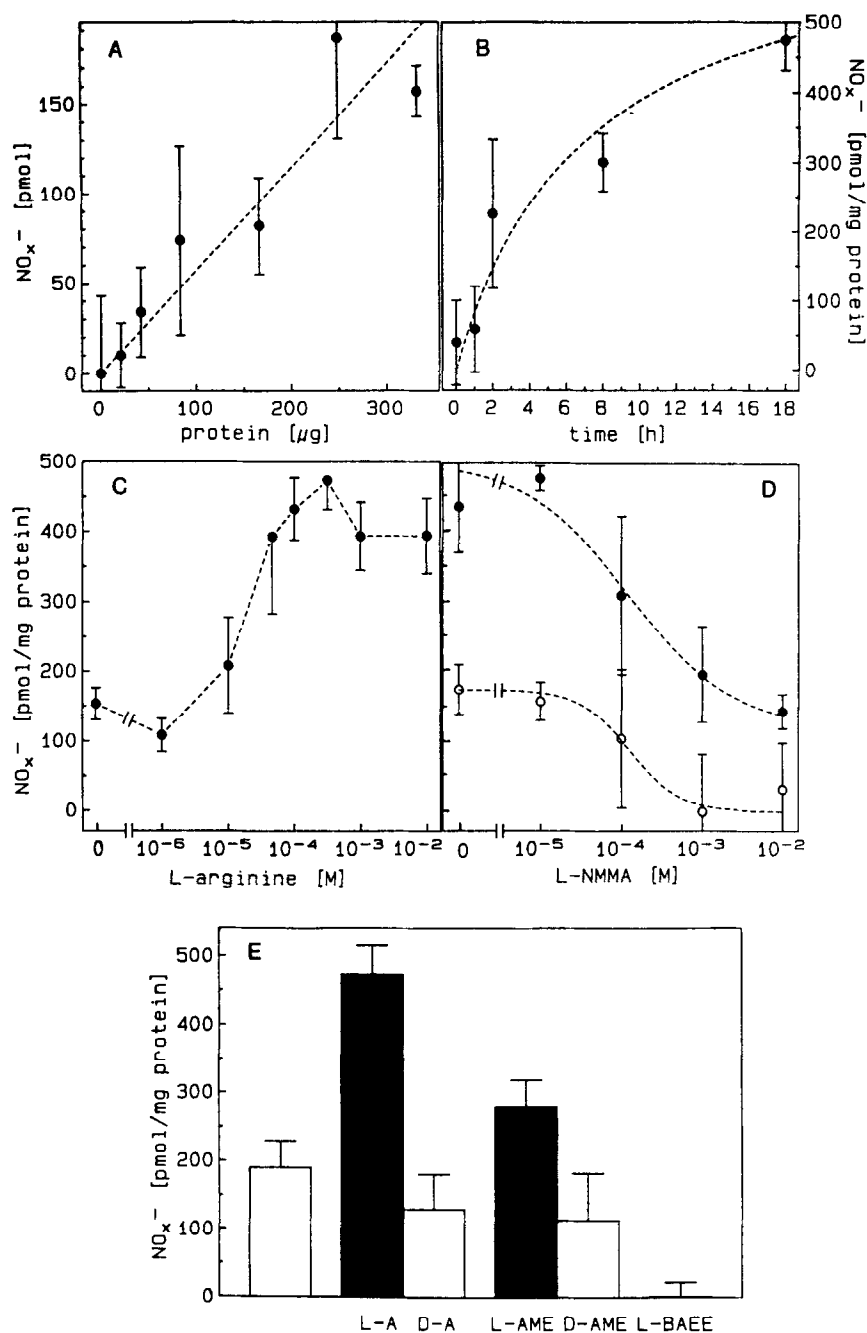 A
NOx⁻ [pmol]
150
100
50
0
0 100 200 300
protein [µg]
B
500
400
300
200
100
0
NOx⁻ [pmol/mg protein]
0 2 4 6 8 10 12 14 16 18
time [h]
C
NOx⁻ [pmol/mg protein]
500
400
300
200
100
0
0 10⁻⁶ 10⁻⁵ 10⁻⁴ 10⁻³ 10⁻²
L-arginine [M]
D
0 10⁻⁵ 10⁻⁴ 10⁻³ 10⁻²
L-NMMA [M]
E
NOx⁻ [pmol/mg protein]
500
450
300
200
100
0
L-A D-A L-AME D-AME L-BAEE